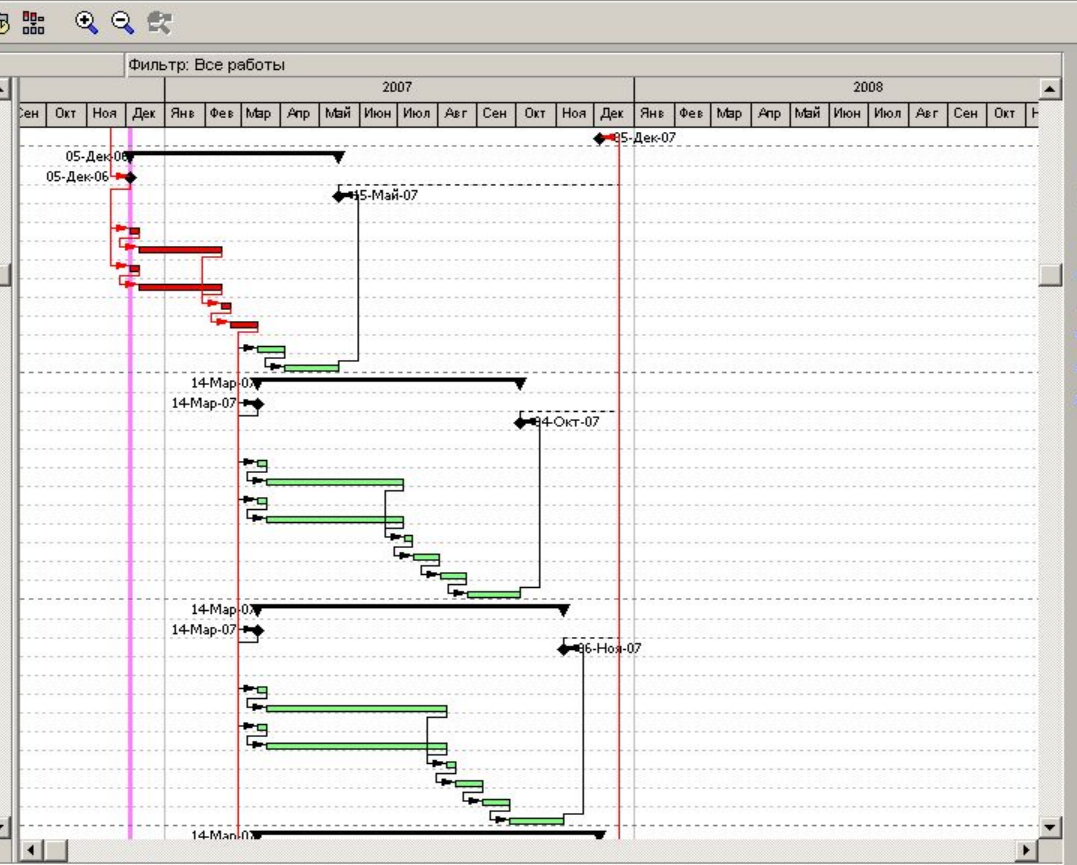 Фильтр: Все работы
2007 2008
Сен Окт Ноя Дек Янв Фев Мар Апр Май Июн Июл Авг Сен Окт Ноя Дек Янв Фев Мар Апр Май Июн Июл Авг Сен Окт Н
05-Дек-07
05-Дек-06
05-Дек-06
15-Май-07
14-Мар-07
14-Мар-07
04-Окт-07
14-Мар-07
14-Мар-07
06-Ноя-07
14-Мар-07